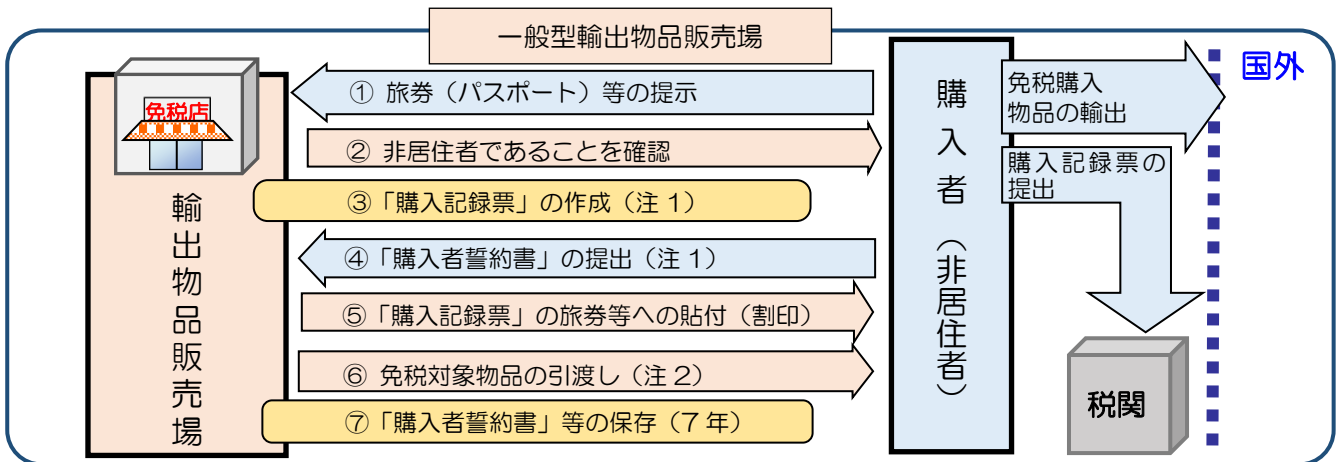 一般型輸出物品販売場
免税店
輸出物品販売場
① 旅券（パスポート）等の提示
② 非居住者であることを確認
③「購入記録票」の作成（注１）
④「購入者誓約書」の提出（注１）
⑤「購入記録票」の旅券等への貼付（割印）
⑥ 免税対象物品の引渡し（注２）
⑦「購入者誓約書」等の保存（７年）
購入者（非居住者）
免税購入
物品の輸出
購入記録票の
提出
国外
税関